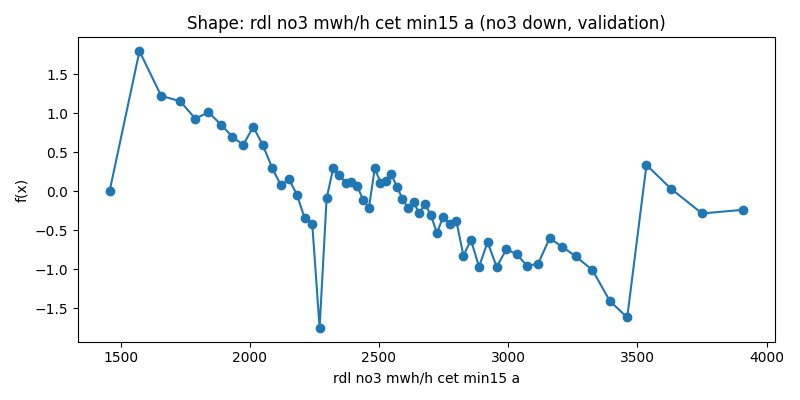 Shape: rdl no3 mwh/h cet min15 a (no3 down, validation)
f(x)
1.5
1.0
0.5
0.0
−0.5
−1.0
−1.5
1500 2000 2500 3000 3500 4000
rdl no3 mwh/h cet min15 a